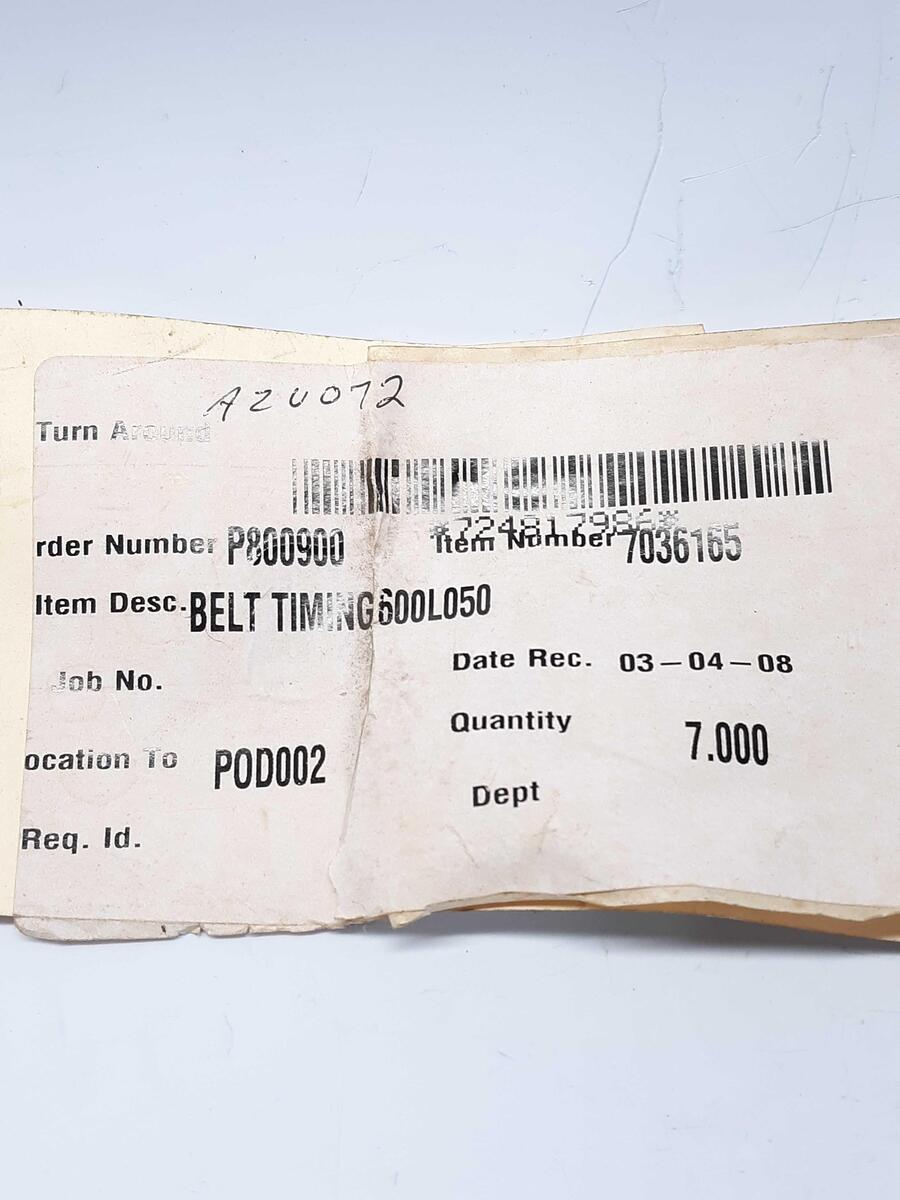 AZU072
Turn Around
*724817986*
rder Number P800900 Item Number 7036165
Item Desc. BELT TIMING 600L050
Job No. Date Rec. 03-04-08
Quantity 7.000
ocation To POD002
Dept
Req. Id.